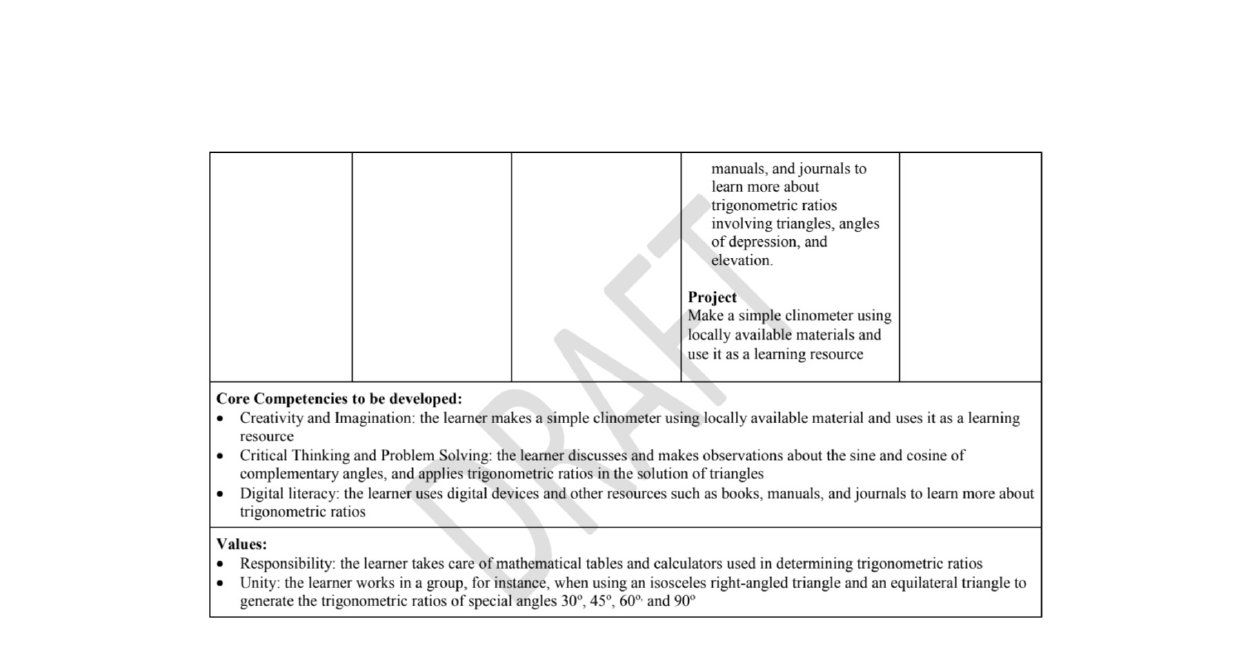 manuals, and journals to
learn more about
trigonometric ratios
involving triangles, angles
of depression, and
elevation.
Project
Make a simple clinometer using
locally available materials and
use it as a learning resource
Core Competencies to be developed:
• Creativity and Imagination: the learner makes a simple clinometer using locally available material and uses it as a learning
resource
• Critical Thinking and Problem Solving: the learner discusses and makes observations about the sine and cosine of
complementary angles, and applies trigonometric ratios in the solution of triangles
• Digital literacy: the learner uses digital devices and other resources such as books, manuals, and journals to learn more about
trigonometric ratios
Values:
• Responsibility: the learner takes care of mathematical tables and calculators used in determining trigonometric ratios
• Unity: the learner works in a group, for instance, when using an isosceles right-angled triangle and an equilateral triangle to
generate the trigonometric ratios of special angles 30º, 45º, 60º, and 90º
DRAFT